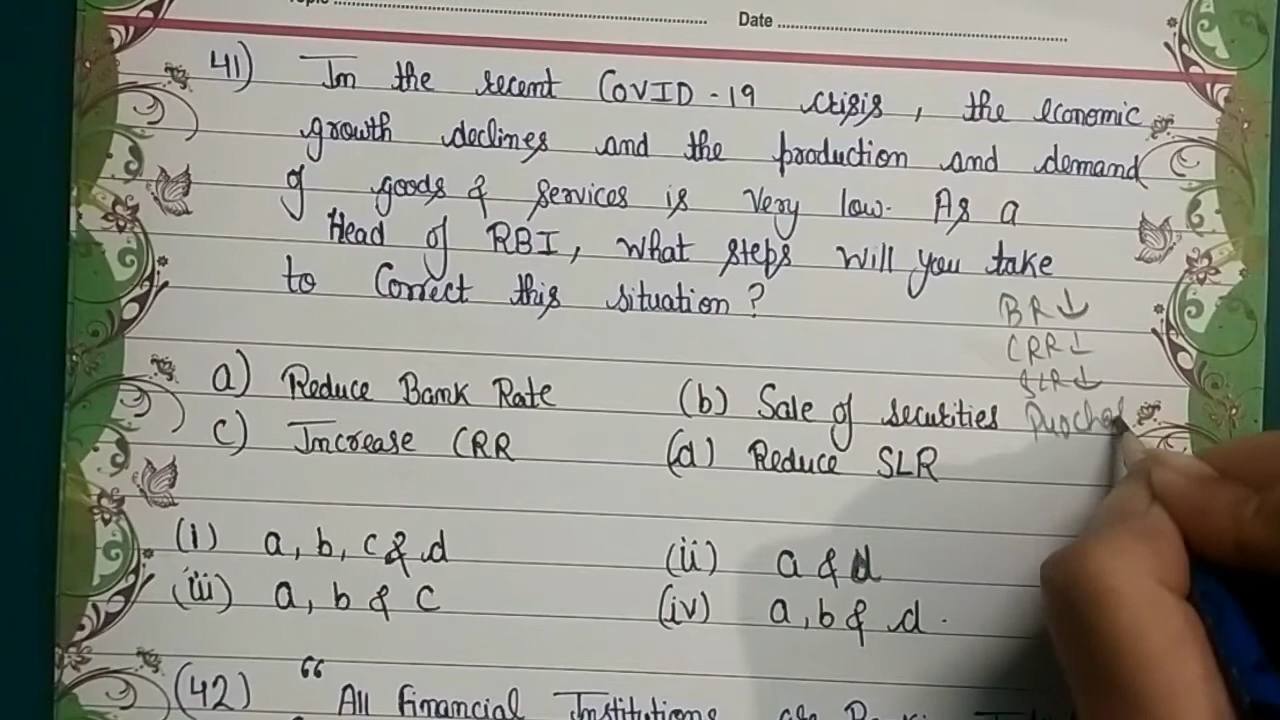 Date
41) In the recent COVID-19 crisis, the economic
growth declines and the production and demand
of goods & services is very low. As a
Head of RBI, what steps will you take
to Correct this situation?
BR↓
CRR↓
SLR↓
a) Reduce Bank Rate (b) Sale of securities
c) Increase CRR (d) Reduce SLR
(i) a, b, c & d (ii) a & d
(iii) a, b & c (iv) a, b & d.
(42) "All Financial Institutions